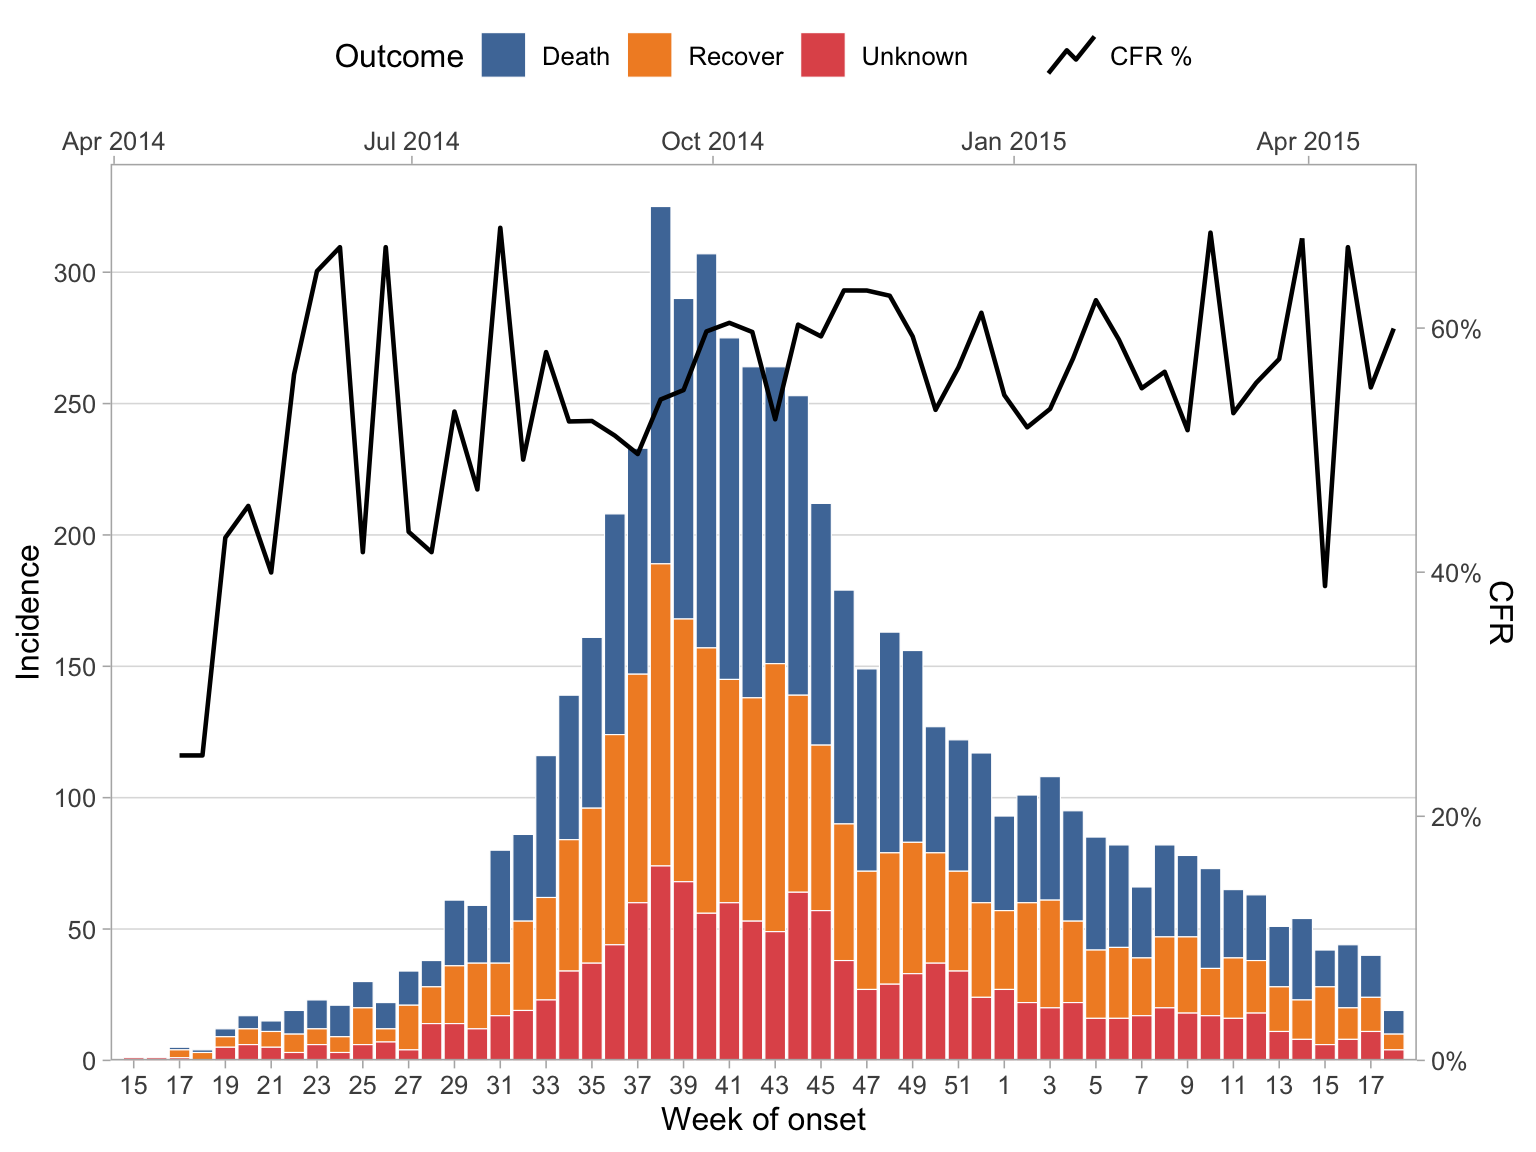 Outcome Death Recover Unknown CFR %
Apr 2014 Jul 2014 Oct 2014 Jan 2015 Apr 2015
300
250
200
150
100
50
0
Incidence
60%
40%
20%
0%
CFR
15 17 19 21 23 25 27 29 31 33 35 37 39 41 43 45 47 49 51 1 3 5 7 9 11 13 15 17
Week of onset